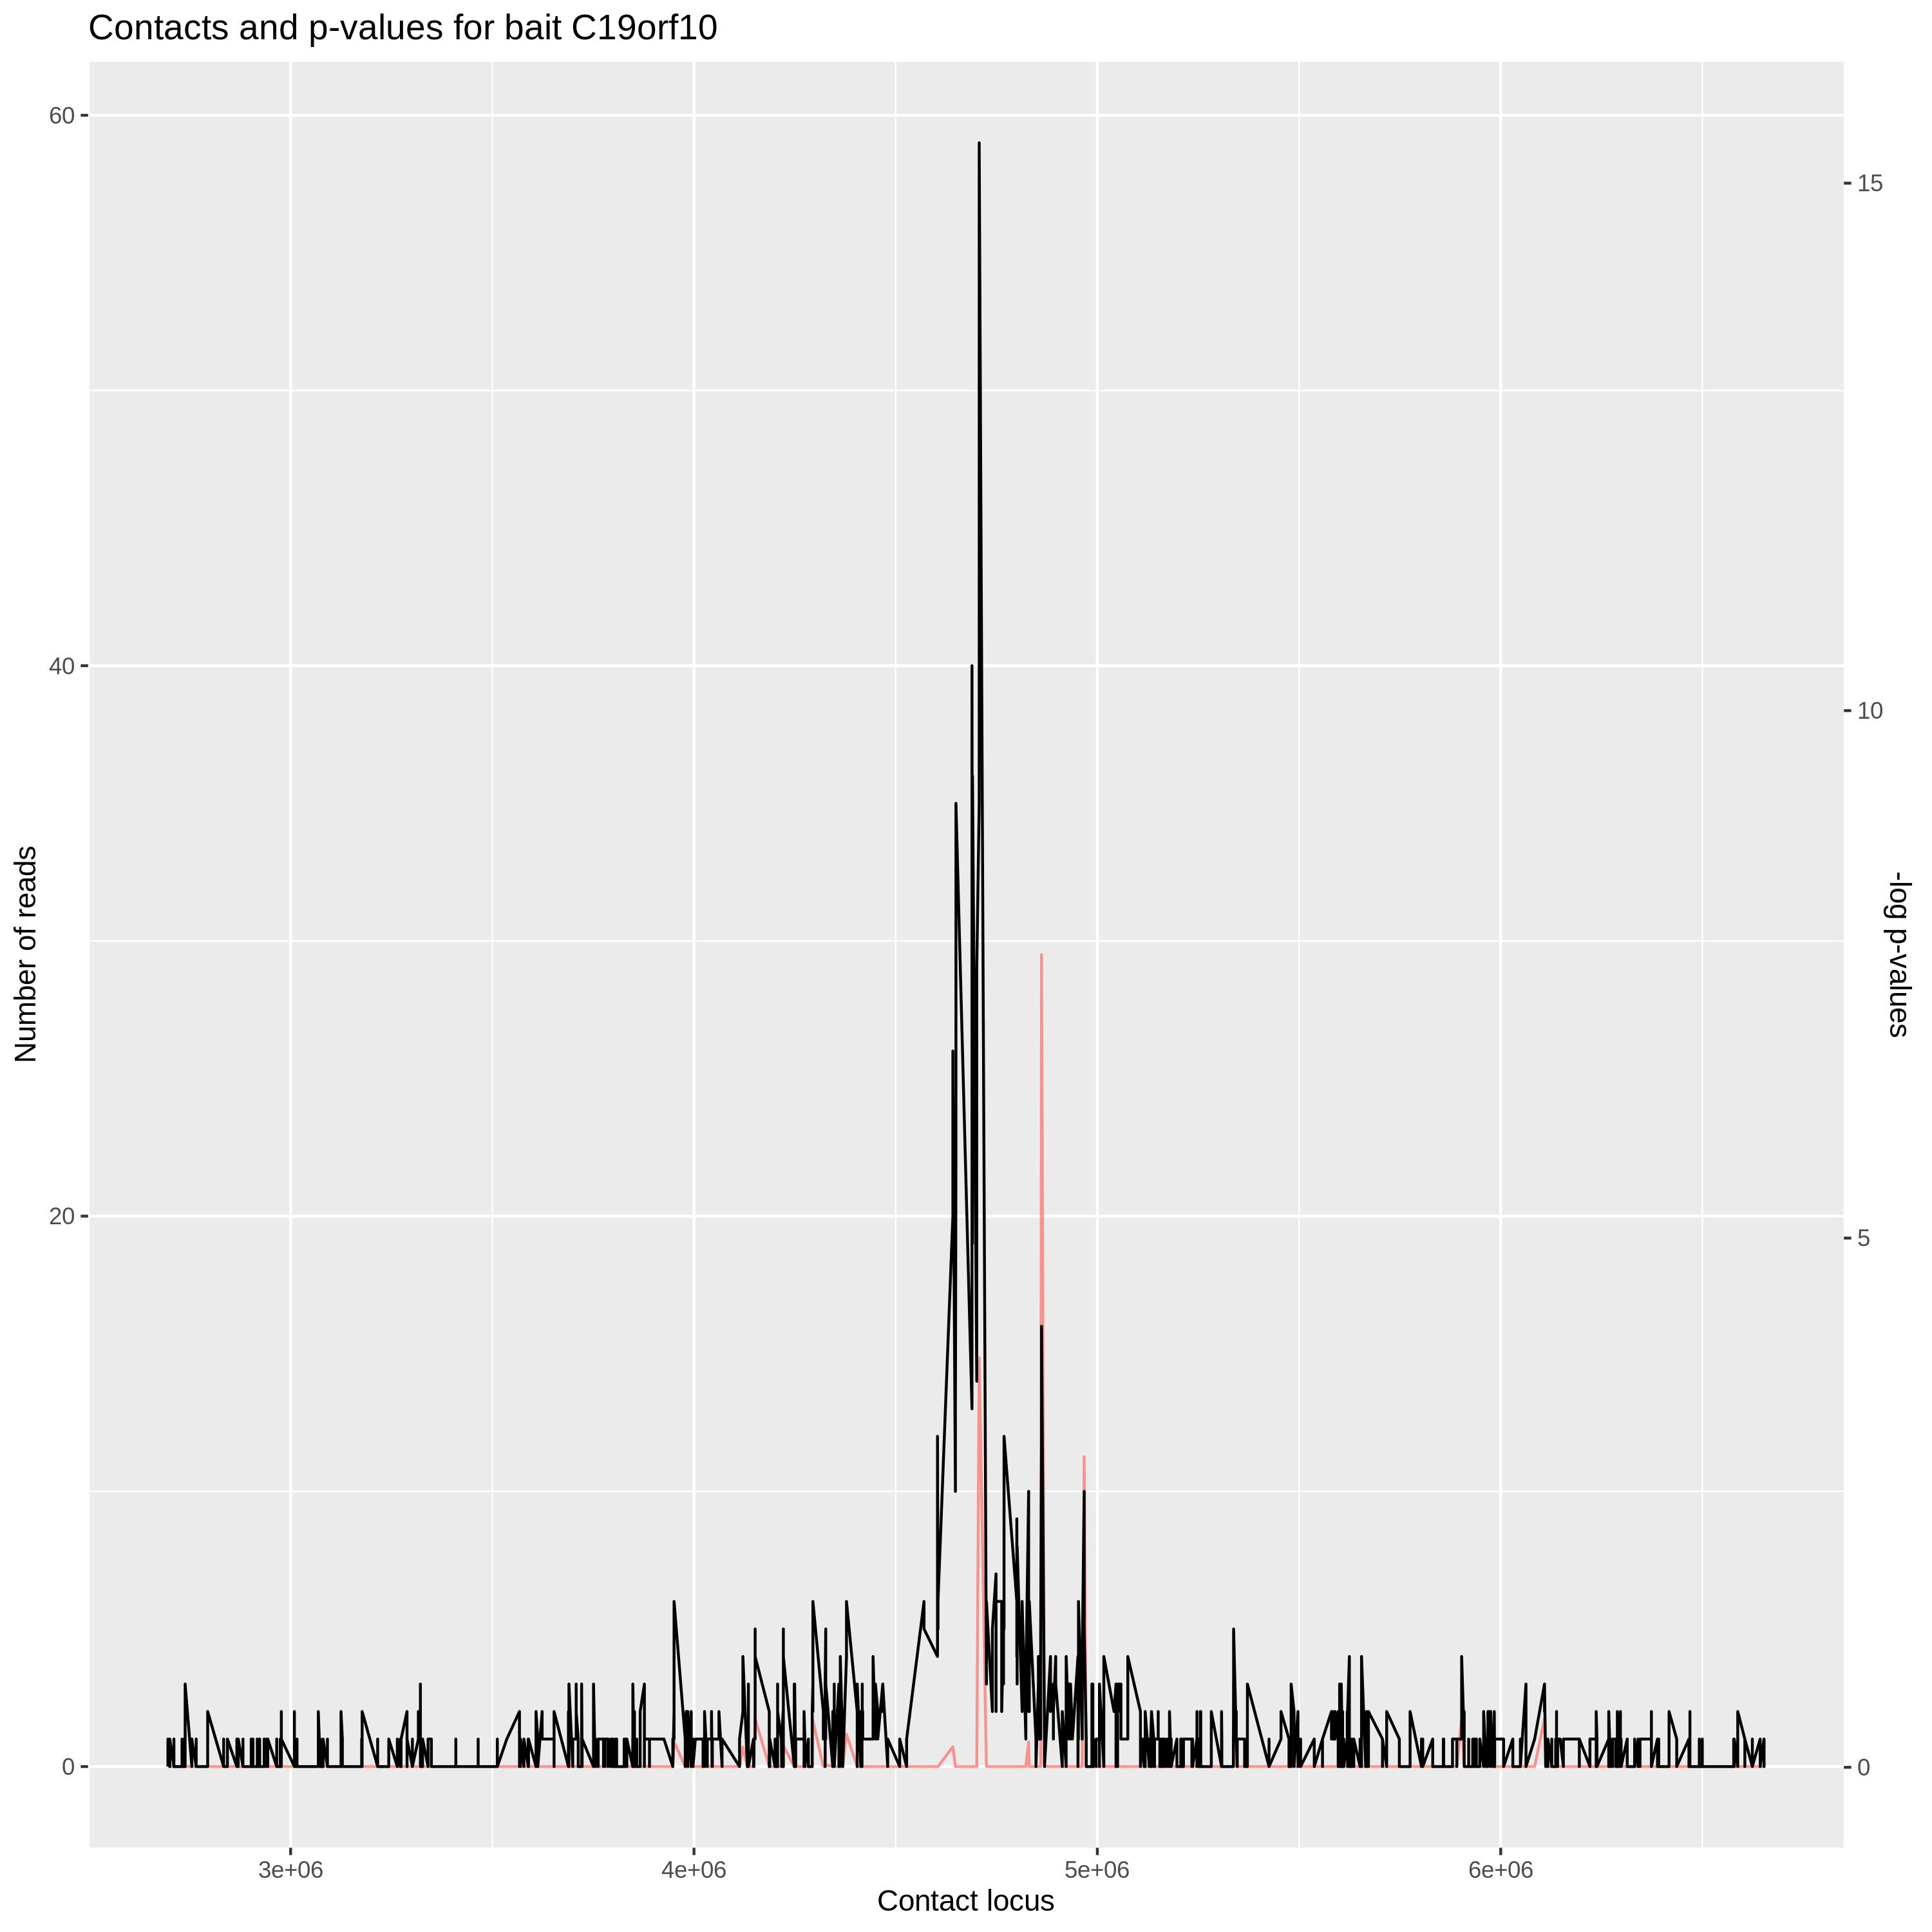 Contacts and p-values for bait C19orf10
60
40
20
0
15
10
5
0
Number of reads
-log p-values
3e+06
4e+06
5e+06
6e+06
Contact locus